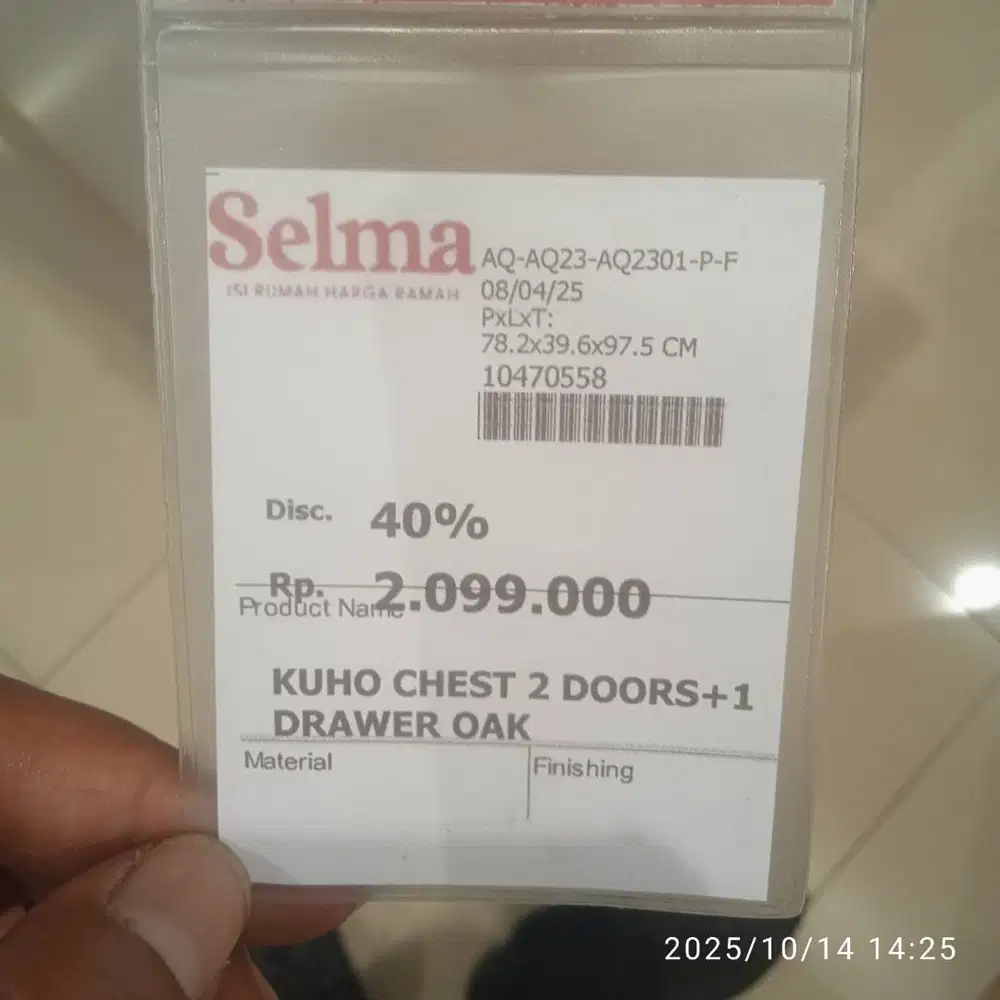 Selma
ISI RUMAH HARGA RAMAH
AQ-AQ23-AQ2301-P-F
08/04/25
PxLxT:
78.2x39.6x97.5 CM
10470558
Disc. 40%
Rp. 2.099.000
Product Name
KUHO CHEST 2 DOORS+1
DRAWER OAK
Material
Finishing
2025/10/14 14:25